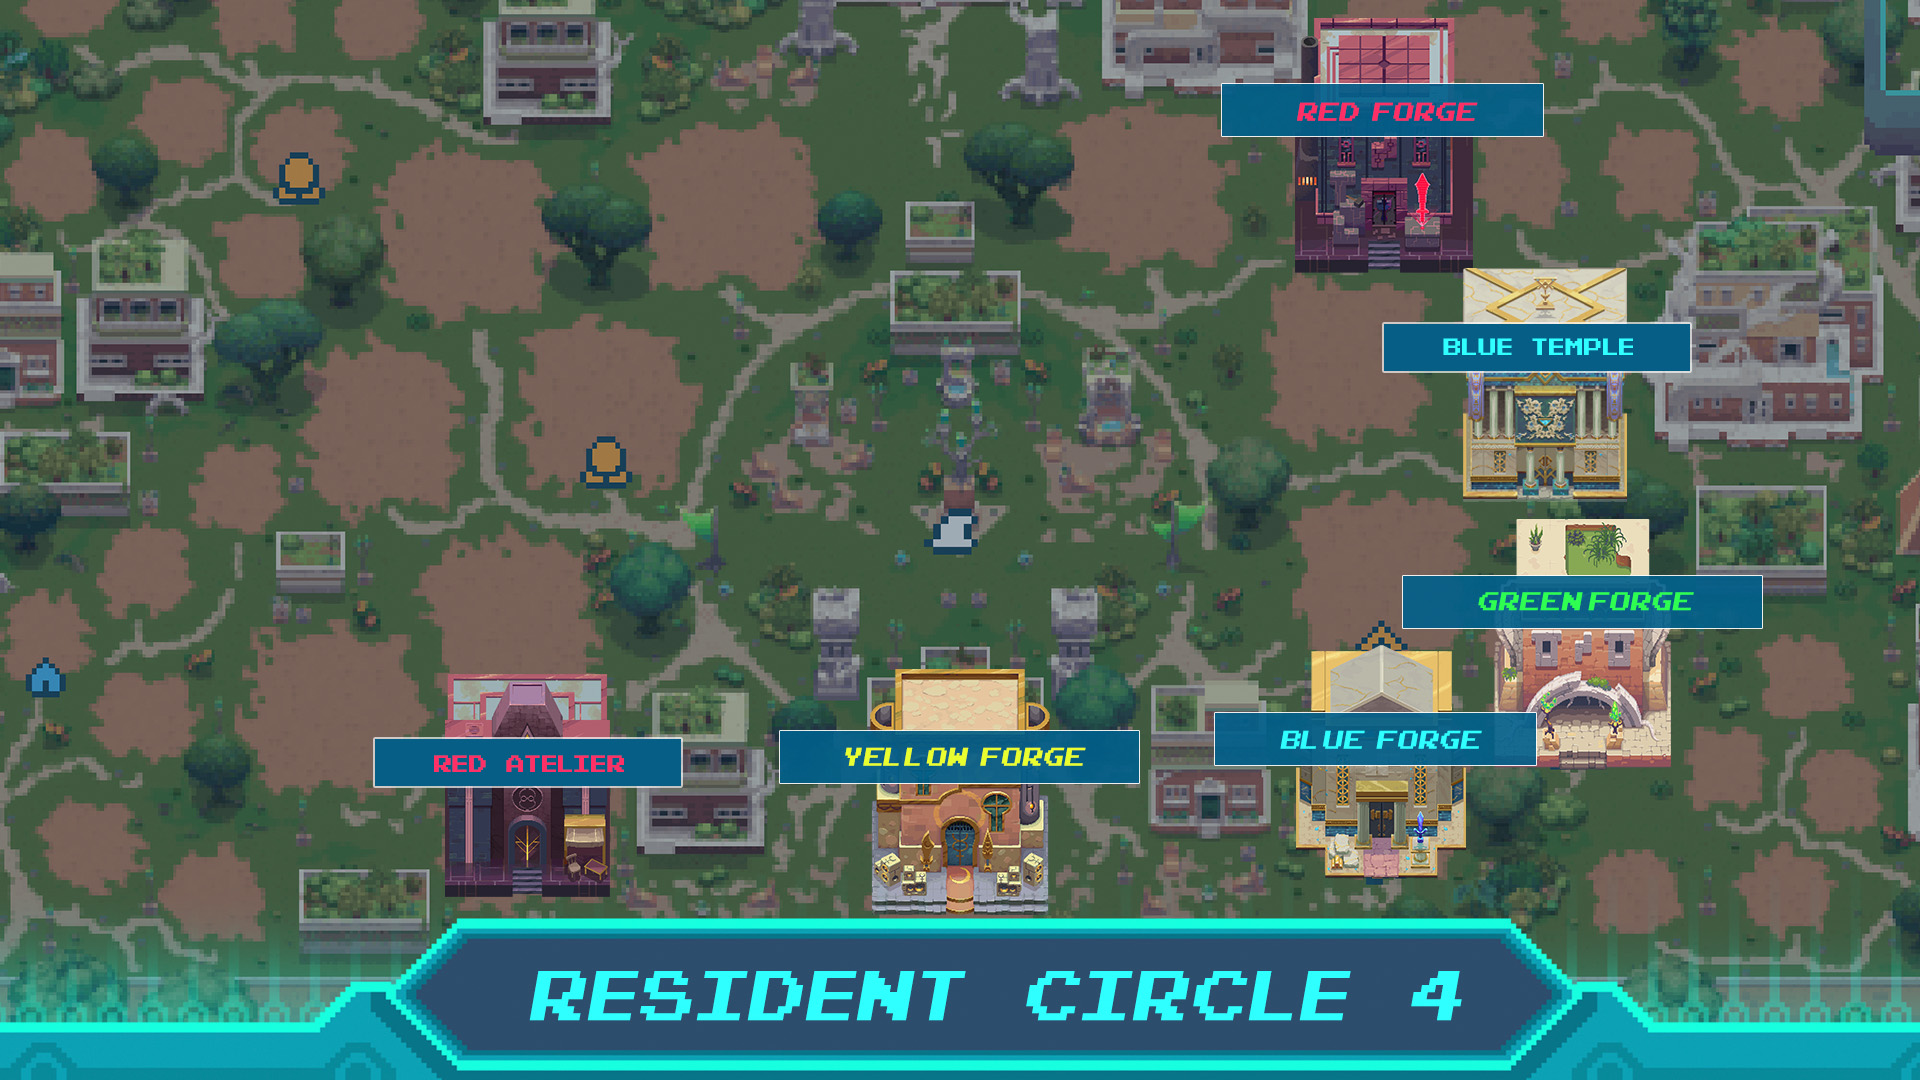 RED FORGE
BLUE TEMPLE
GREEN FORGE
BLUE FORGE
YELLOW FORGE
RED ATELIER
RESIDENT CIRCLE 4